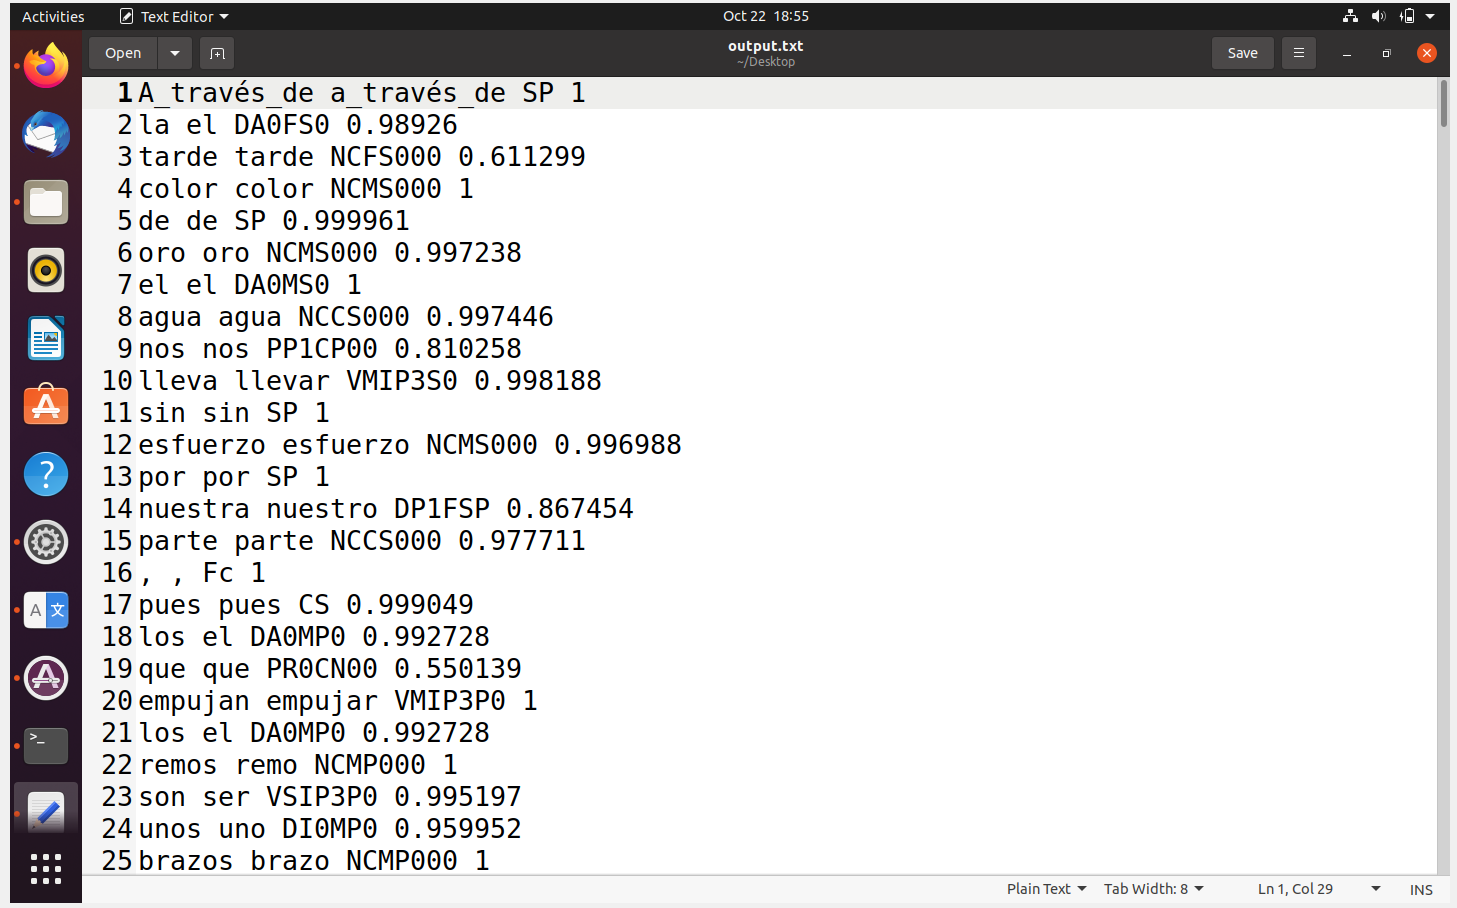 Activities Text Editor Oct 22 18:55
Open output.txt Save
~/Desktop
1 A_través_de a_través_de SP 1
2 la el DA0FS0 0.98926
3 tarde tarde NCFS000 0.611299
4 color color NCMS000 1
5 de de SP 0.999961
6 oro oro NCMS000 0.997238
7 el el DA0MS0 1
8 agua agua NCCS000 0.997446
9 nos nos PP1CP00 0.810258
10 lleva llevar VMIP3S0 0.998188
11 sin sin SP 1
12 esfuerzo esfuerzo NCMS000 0.996988
13 por por SP 1
14 nuestra nuestro DP1FSP 0.867454
15 parte parte NCCS000 0.977711
16 , , Fc 1
17 pues pues CS 0.999049
18 los el DA0MP0 0.992728
19 que que PR0CN00 0.550139
20 empujan empujar VMIP3P0 1
21 los el DA0MP0 0.992728
22 remos remo NCMP000 1
23 son ser VSIP3P0 0.995197
24 unos uno DI0MP0 0.959952
25 brazos brazo NCMP000 1
Plain Text Tab Width: 8 Ln 1, Col 29 INS